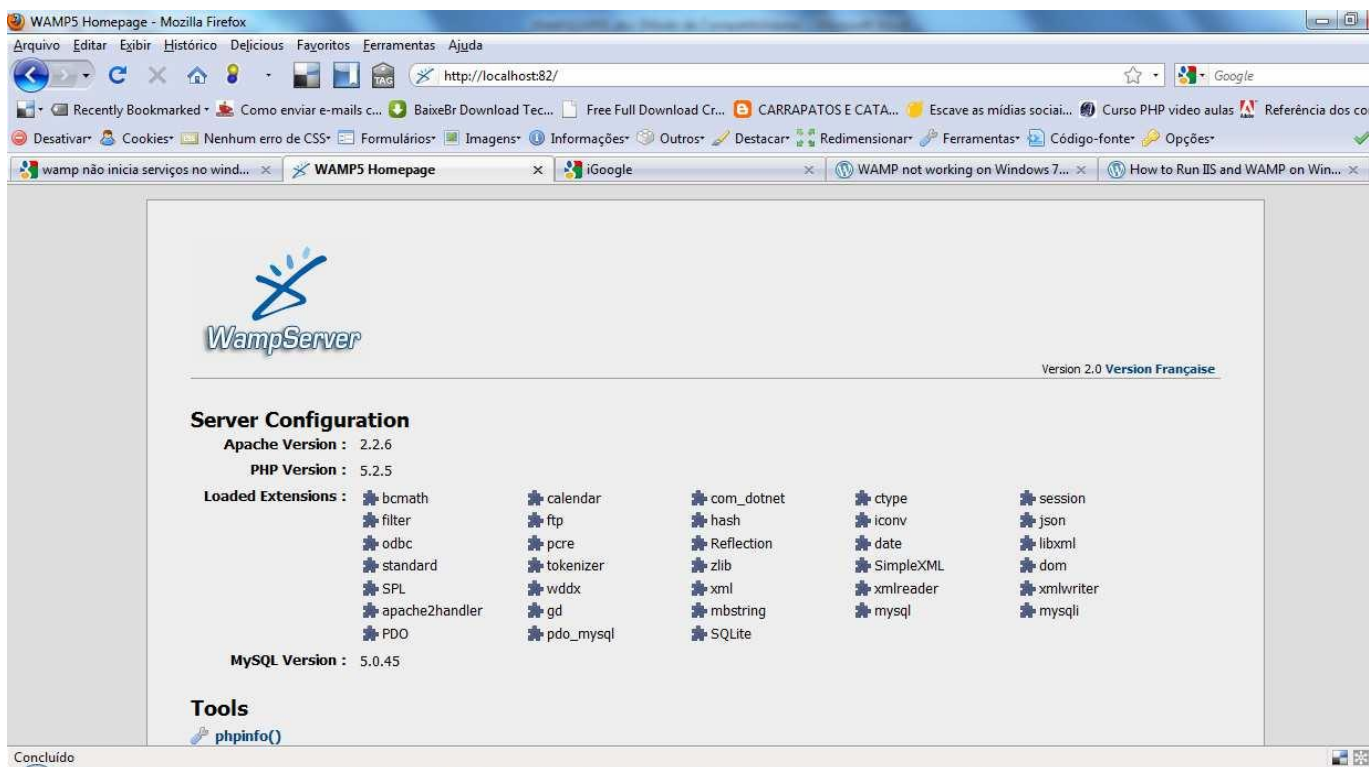 WAMP5 Homepage - Mozilla Firefox
Arquivo Editar Exibir Histórico Delicious Favoritos Ferramentas Ajuda
TAG http://localhost:82/ Google
Recently Bookmarked Como enviar e-mails c... BaixeBr Download Tec... Free Full Download Cr... CARRAPATOS E CATA... Escave as mídias sociai... Curso PHP video aulas Referência dos co
Desativar Cookies Nenhum erro de CSS Formulários Imagens Informações Outros Destacar Redimensionar Ferramentas Código-fonte Opções
wamp não inicia serviços no wind... WAMP5 Homepage iGoogle WAMP not working on Windows 7... How to Run IIS and WAMP on Win...
WampServer
Version 2.0 Version Française
Server Configuration
Apache Version : 2.2.6
PHP Version : 5.2.5
Loaded Extensions : bcmath calendar com_dotnet ctype session
filter ftp hash iconv json
odbc pcre Reflection date libxml
standard tokenizer zlib SimpleXML dom
SPL wddx xml xmlreader xmlwriter
apache2handler gd mbstring mysql mysqli
PDO pdo_mysql SQLite
MySQL Version : 5.0.45
Tools
phpinfo()
Concluído